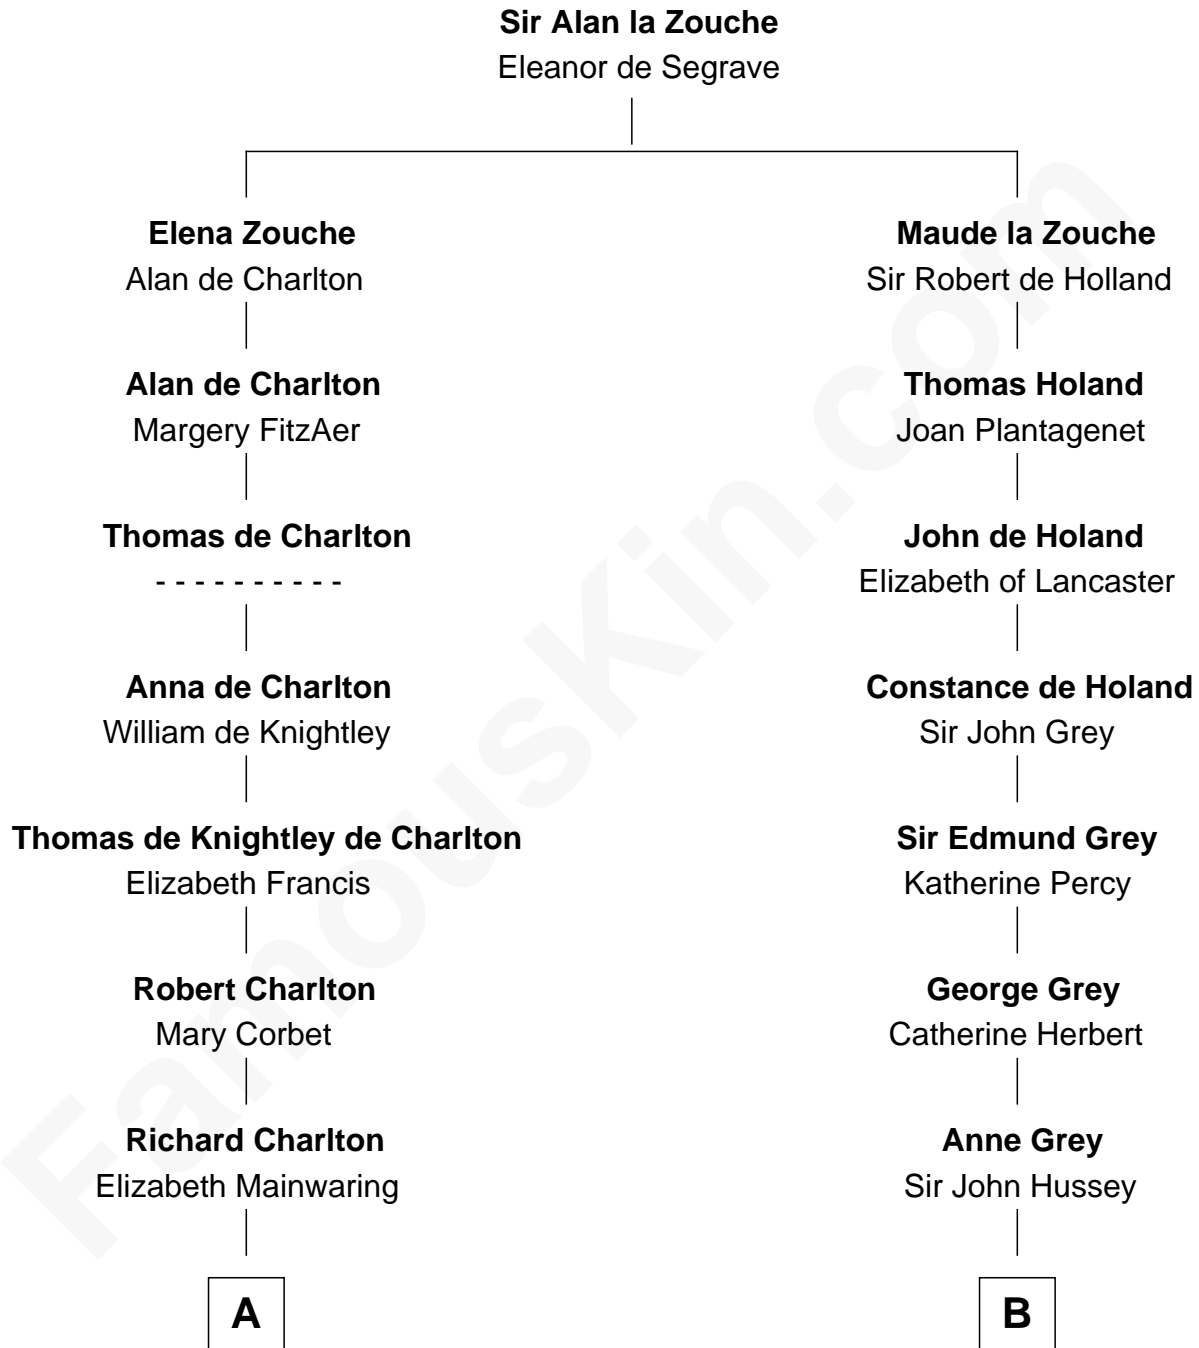 Sir Alan la Zouche
Eleanor de Segrave
Elena Zouche
Alan de Charlton
Maude la Zouche
Sir Robert de Holland
Alan de Charlton
Margery FitzAer
Thomas Holand
Joan Plantagenet
Thomas de Charlton
- - - - - - - - - -
John de Holand
Elizabeth of Lancaster
Anna de Charlton
William de Knightley
Constance de Holand
Sir John Grey
Thomas de Knightley de Charlton
Elizabeth Francis
Sir Edmund Grey
Katherine Percy
Robert Charlton
Mary Corbet
George Grey
Catherine Herbert
Richard Charlton
Elizabeth Mainwaring
Anne Grey
Sir John Hussey
A
B
FamousKin.com